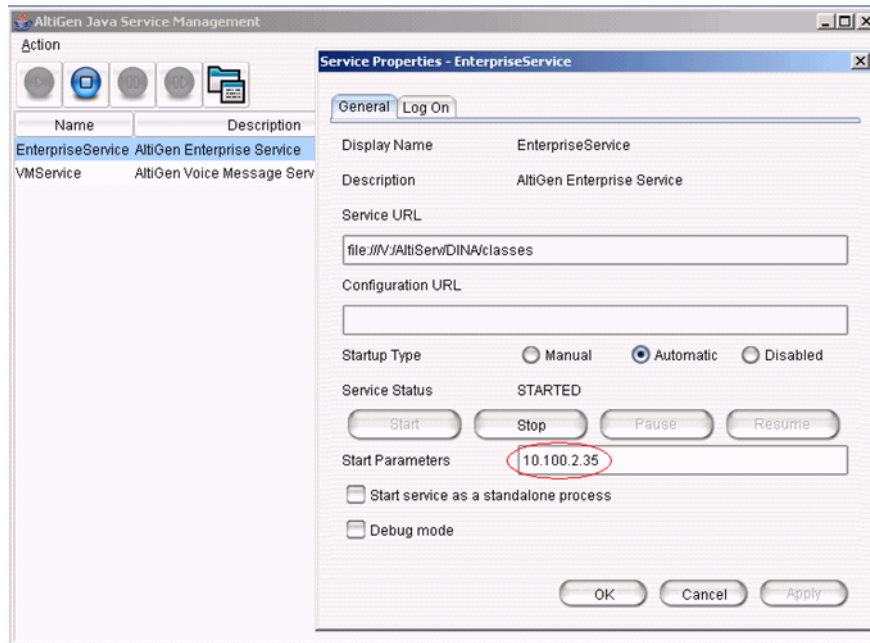 AltiGen Java Service Management
Action
Name Description
EnterpriseService AltiGen Enterprise Service
VMService AltiGen Voice Message Serv
Service Properties - EnterpriseService
General Log On
Display Name EnterpriseService
Description AltiGen Enterprise Service
Service URL
file:///V:/AltiServ/DINA/classes
Configuration URL
Startup Type Manual Automatic Disabled
Service Status STARTED
Start Stop Pause Resume
Start Parameters 10.100.2.35
Start service as a standalone process
Debug mode
OK Cancel Apply